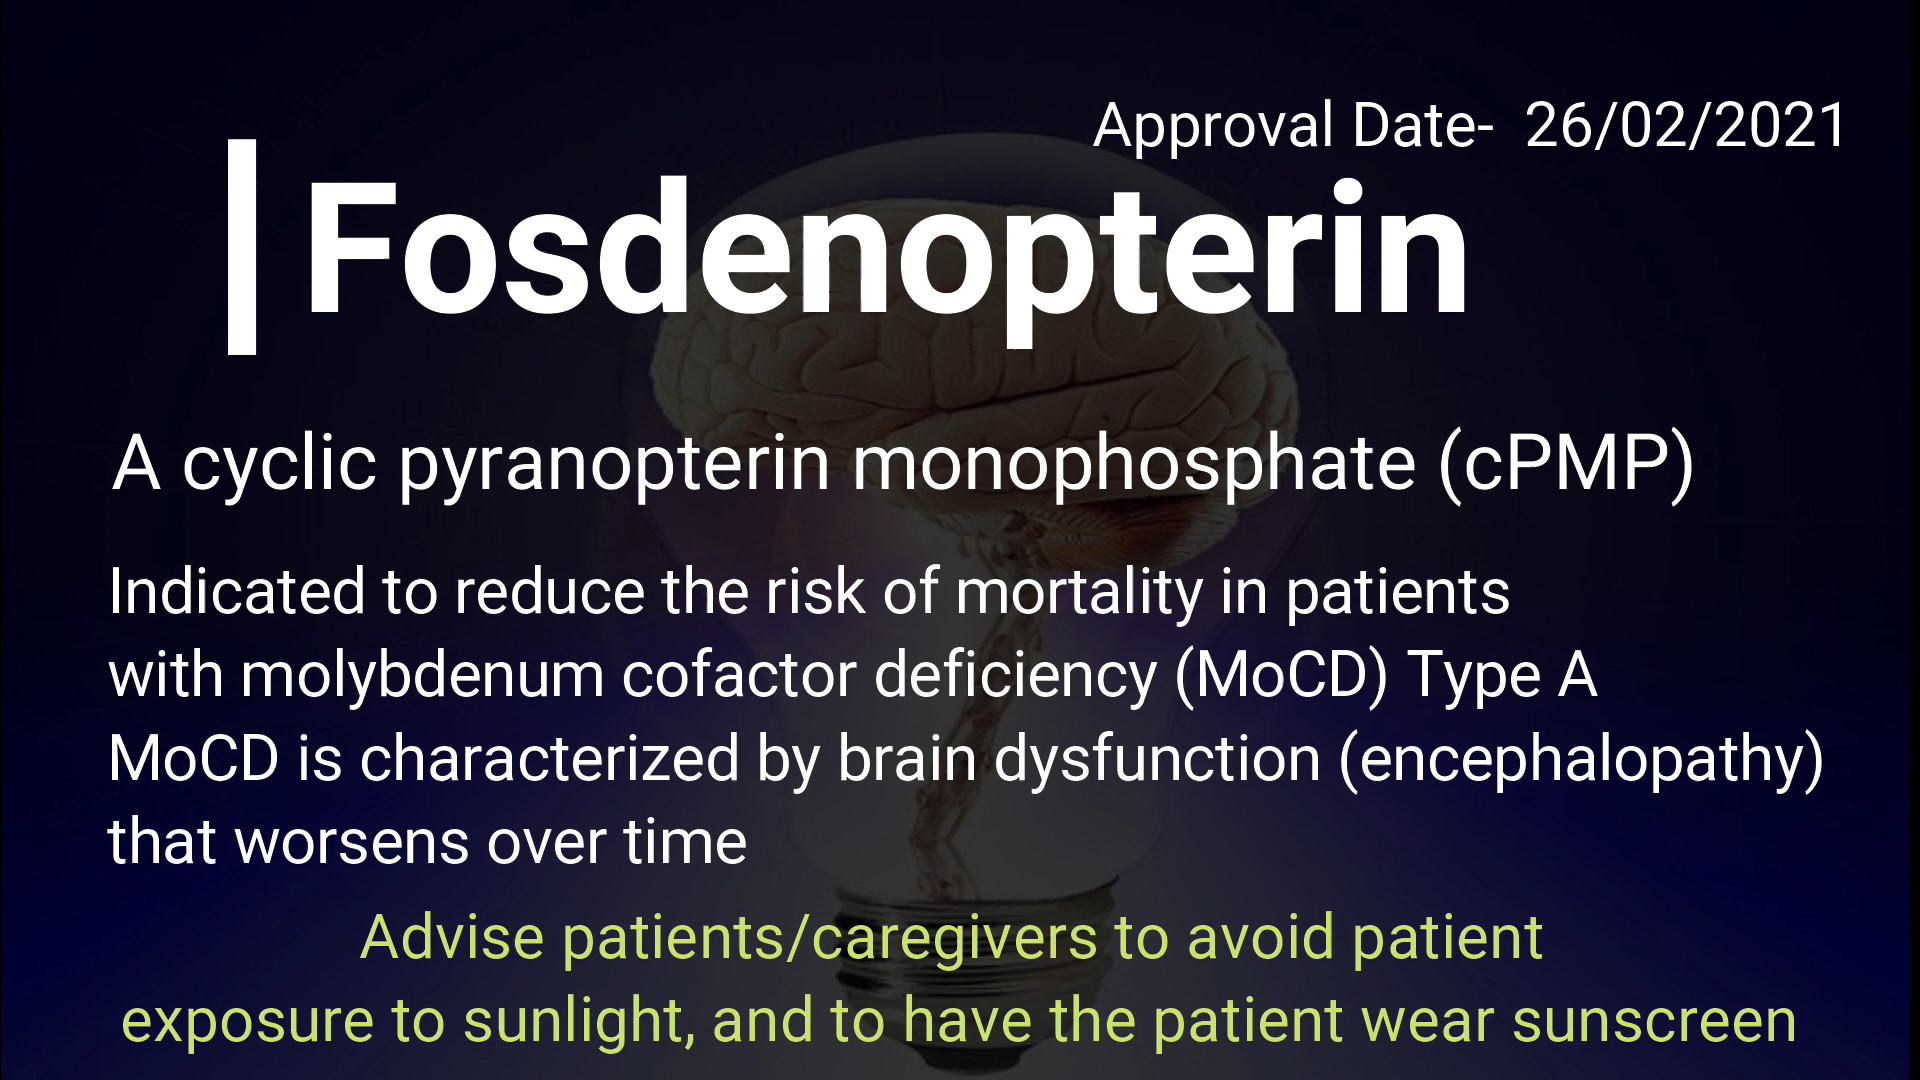 Approval Date- 26/02/2021
Fosdenopterin
A cyclic pyranopterin monophosphate (cPMP)
Indicated to reduce the risk of mortality in patients
with molybdenum cofactor deficiency (MoCD) Type A
MoCD is characterized by brain dysfunction (encephalopathy)
that worsens over time
Advise patients/caregivers to avoid patient
exposure to sunlight, and to have the patient wear sunscreen